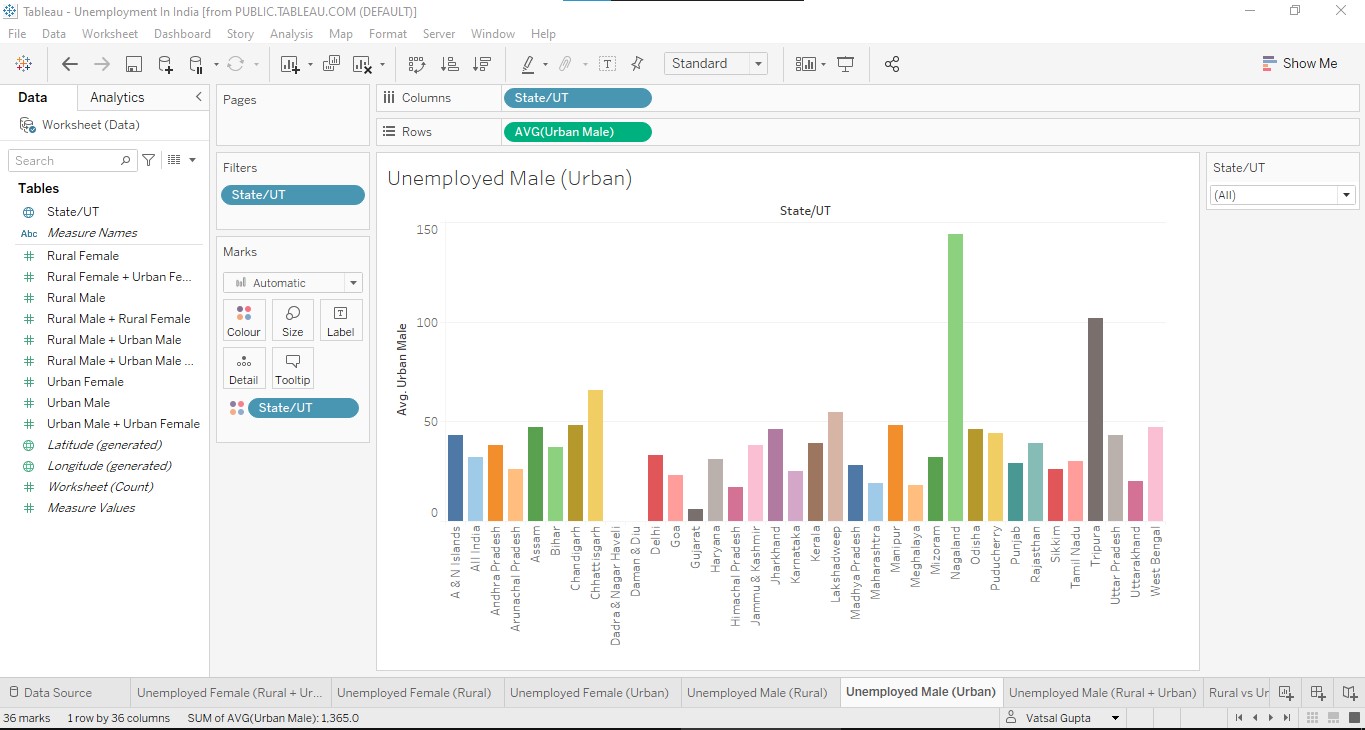 Tableau - Unemployment In India [from PUBLIC.TABLEAU.COM (DEFAULT)]
File Data Worksheet Dashboard Story Analysis Map Format Server Window Help
Standard
Show Me
Data
Analytics
Worksheet (Data)
Search
Tables
State/UT
Abc Measure Names
Rural Female
Rural Female + Urban Fe...
Rural Male
Rural Male + Rural Female
Rural Male + Urban Male
Rural Male + Urban Male ...
Urban Female
Urban Male
Urban Male + Urban Female
Latitude (generated)
Longitude (generated)
Worksheet (Count)
Measure Values
Pages
Filters
State/UT
Marks
Automatic
Colour Size Label
Detail Tooltip
State/UT
Columns State/UT
Rows AVG(Urban Male)
Unemployed Male (Urban)
State/UT
Avg. Urban Male
150
100
50
0
A & N Islands
All India
Andhra Pradesh
Arunachal Pradesh
Assam
Bihar
Chandigarh
Chhattisgarh
Dadra & Nagar Haveli
Daman & Diu
Delhi
Goa
Gujarat
Haryana
Himachal Pradesh
Jammu & Kashmir
Jharkhand
Karnataka
Kerala
Lakshadweep
Madhya Pradesh
Maharashtra
Manipur
Meghalaya
Mizoram
Nagaland
Odisha
Puducherry
Punjab
Rajasthan
Sikkim
Tamil Nadu
Tripura
Uttar Pradesh
Uttarakhand
West Bengal
State/UT
(All)
Data Source
Unemployed Female (Rural + Ur...
Unemployed Female (Rural)
Unemployed Female (Urban)
Unemployed Male (Rural)
Unemployed Male (Urban)
Unemployed Male (Rural + Urban)
Rural vs Ur
36 marks 1 row by 36 columns SUM of AVG(Urban Male): 1,365.0
Vatsal Gupta